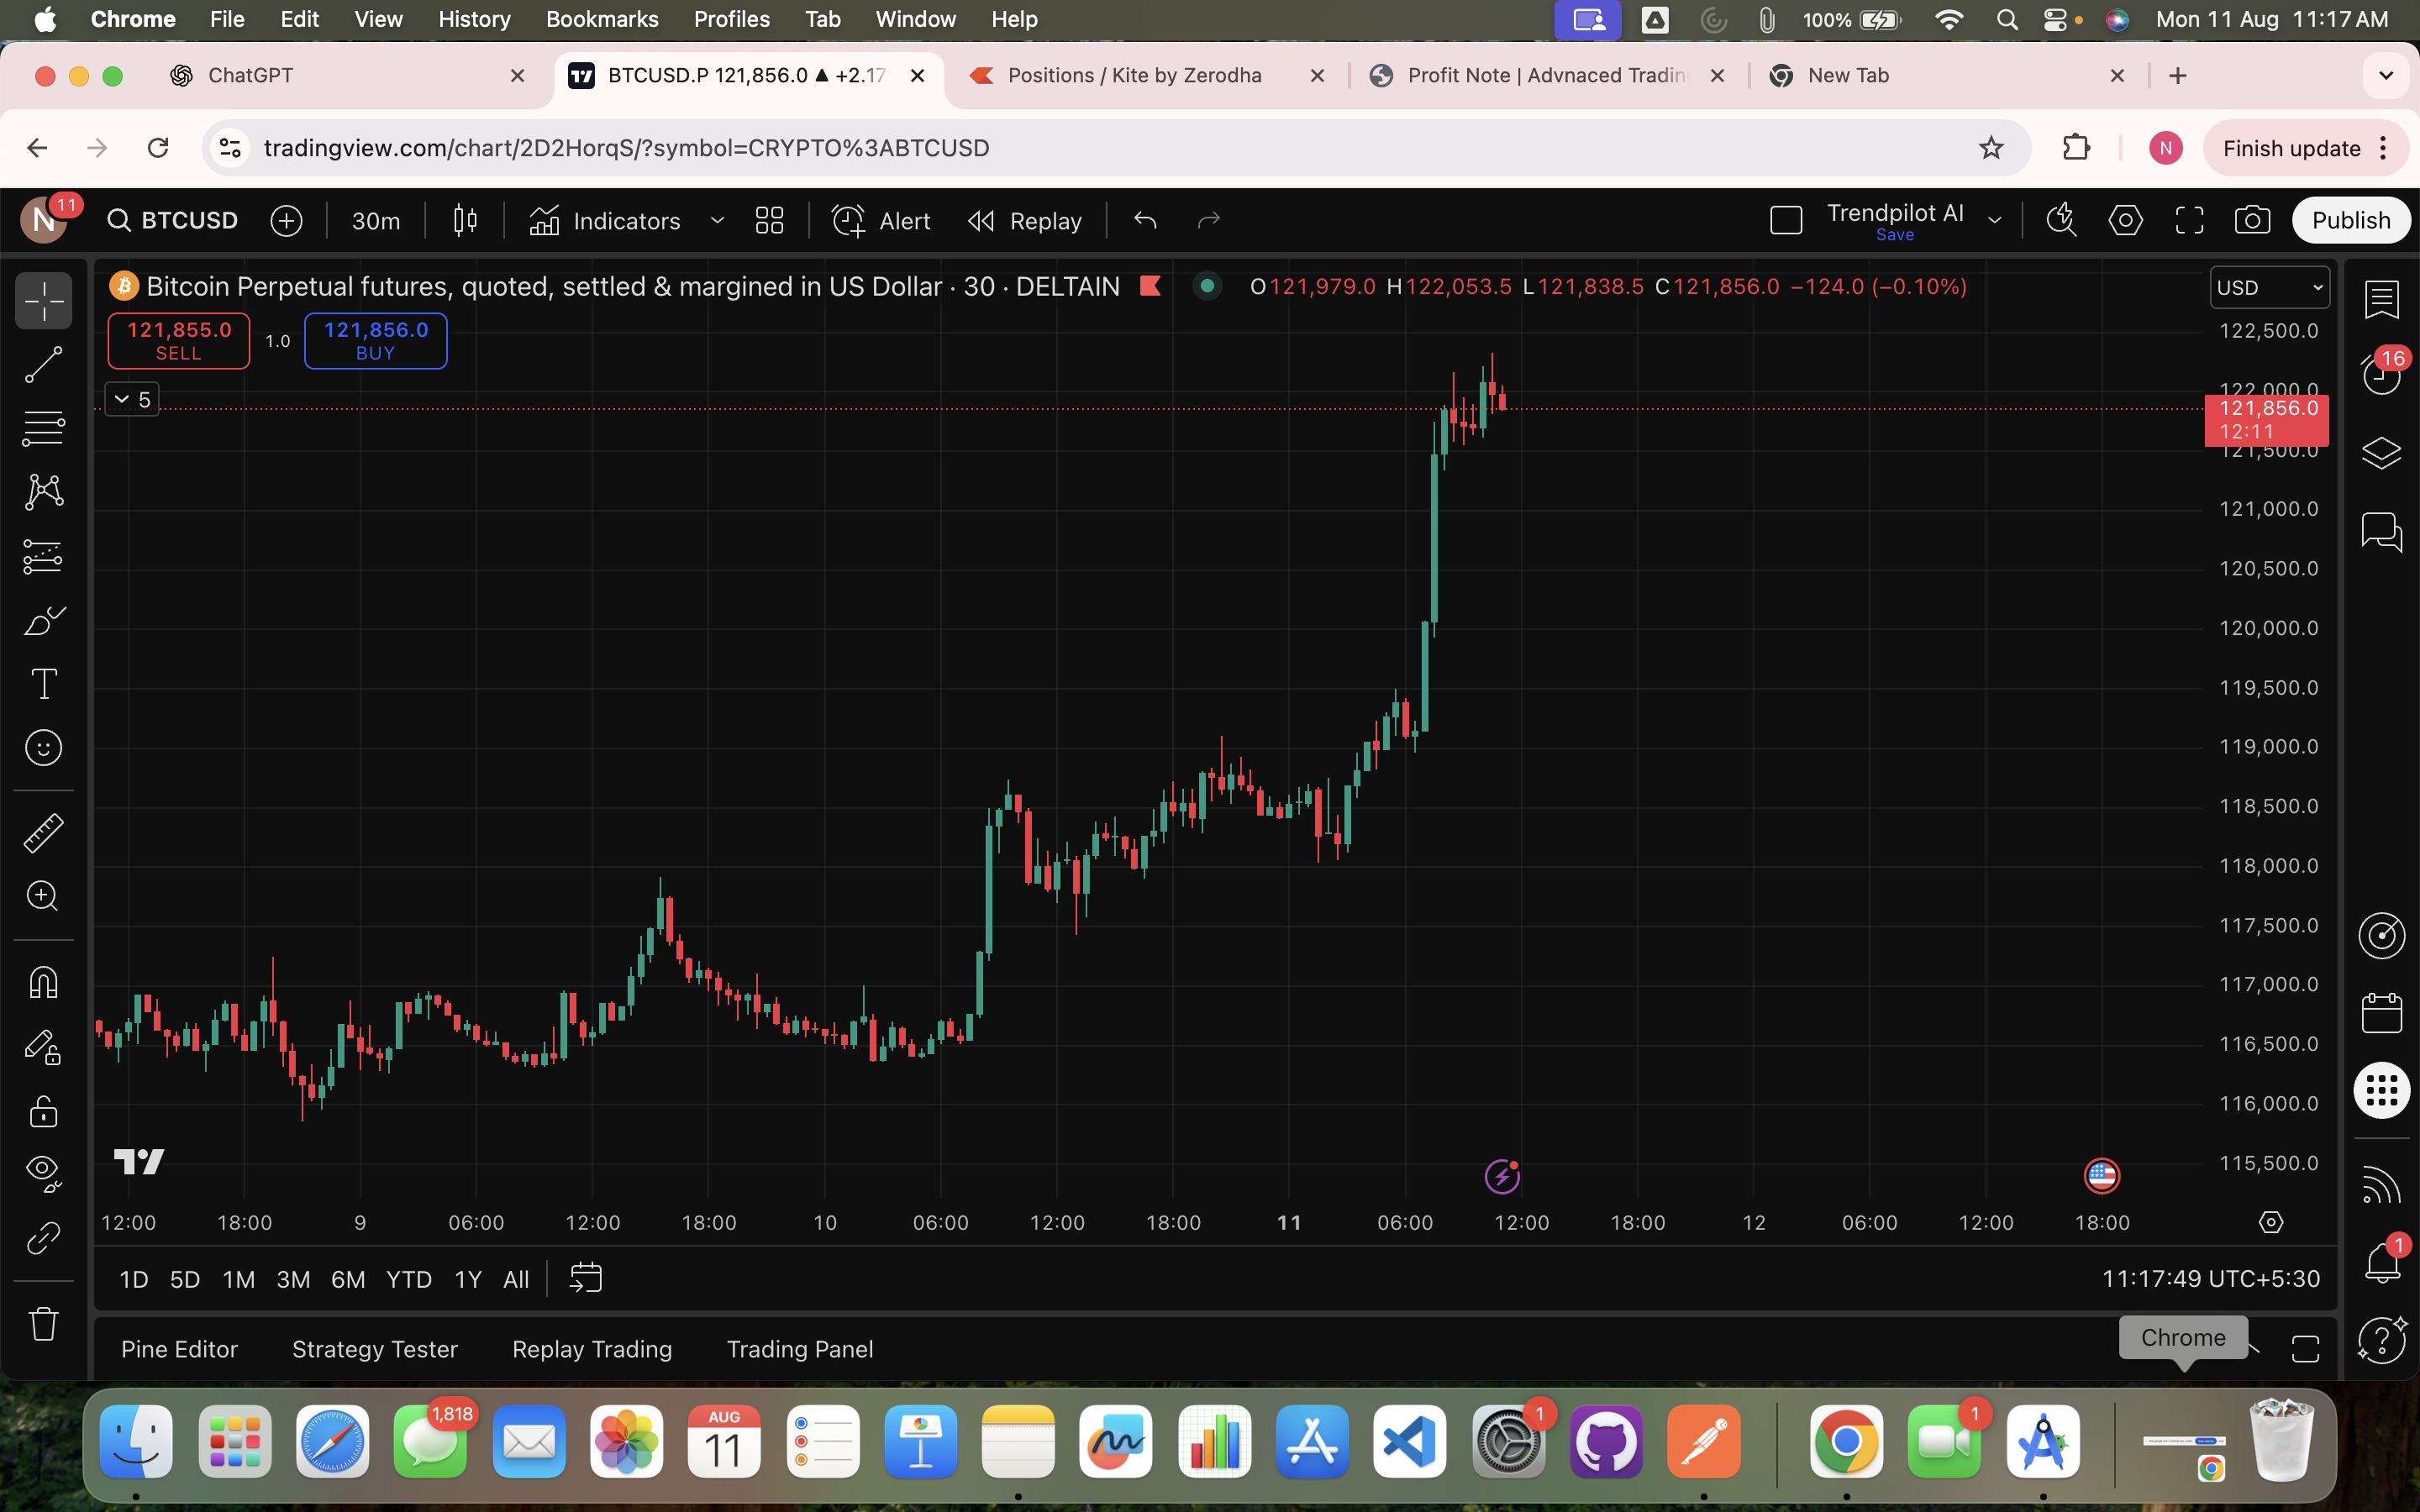 Chrome File Edit View History Bookmarks Profiles Tab Window Help 100% Mon 11 Aug 11:17 AM
ChatGPT BTCUSD.P 121,856.0 ▲ +2.17 Positions / Kite by Zerodha Profit Note | Advnaced Tradin New Tab
tradingview.com/chart/2D2HorqS/?symbol=CRYPTO%3ABTCUSD N Finish update
N 11 BTCUSD 30m Indicators Alert Replay Trendpilot AI Publish
Save
Bitcoin Perpetual futures, quoted, settled & margined in US Dollar · 30 · DELTAIN O121,979.0 H122,053.5 L121,838.5 C121,856.0 −124.0 (−0.10%) USD
121,855.0 1.0 121,856.0
SELL BUY
5
122,500.0
122,000.0
121,856.0
12:11
121,500.0
121,000.0
120,500.0
120,000.0
119,500.0
119,000.0
118,500.0
118,000.0
117,500.0
117,000.0
116,500.0
116,000.0
115,500.0
16
1
12:00 18:00 9 06:00 12:00 18:00 10 06:00 12:00 18:00 11 06:00 12:00 18:00 12 06:00 12:00 18:00
1D 5D 1M 3M 6M YTD 1Y All 11:17:49 UTC+5:30
Pine Editor Strategy Tester Replay Trading Trading Panel
Chrome
1,818 AUG 1 1
11